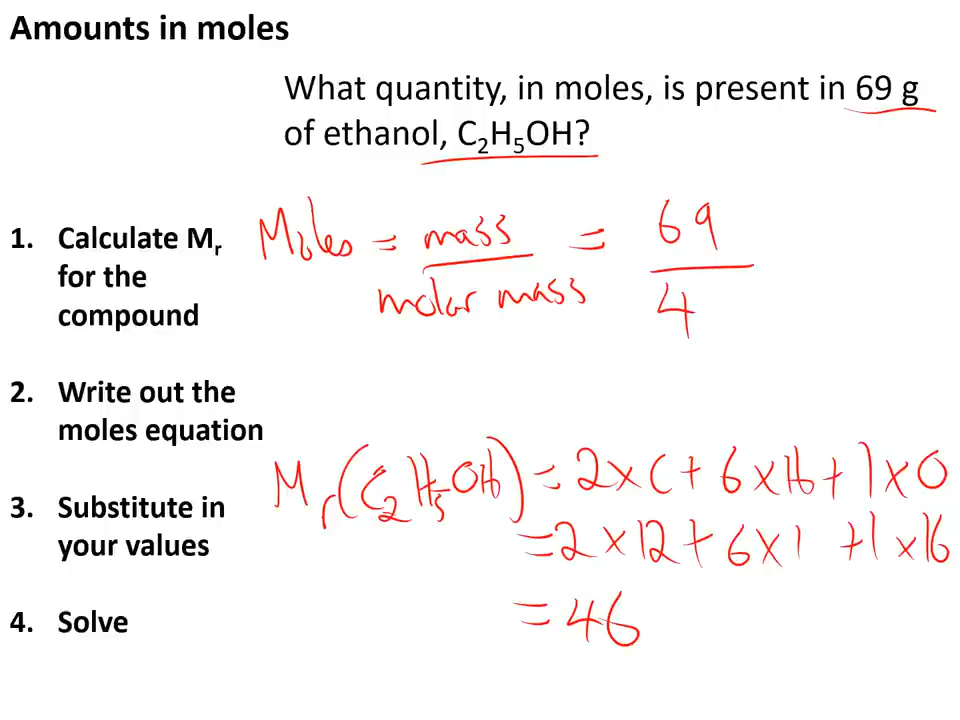 Amounts in moles
What quantity, in moles, is present in 69 g
of ethanol, C₂H₅OH?
1. Calculate Mᵣ
for the
compound
Moles = mass / molar mass = 69 / 4
2. Write out the
moles equation
3. Substitute in
your values
4. Solve
Mᵣ(C₂H₅OH) = 2 × C + 6 × H + 1 × O
= 2 × 12 + 6 × 1 + 1 × 16
= 46